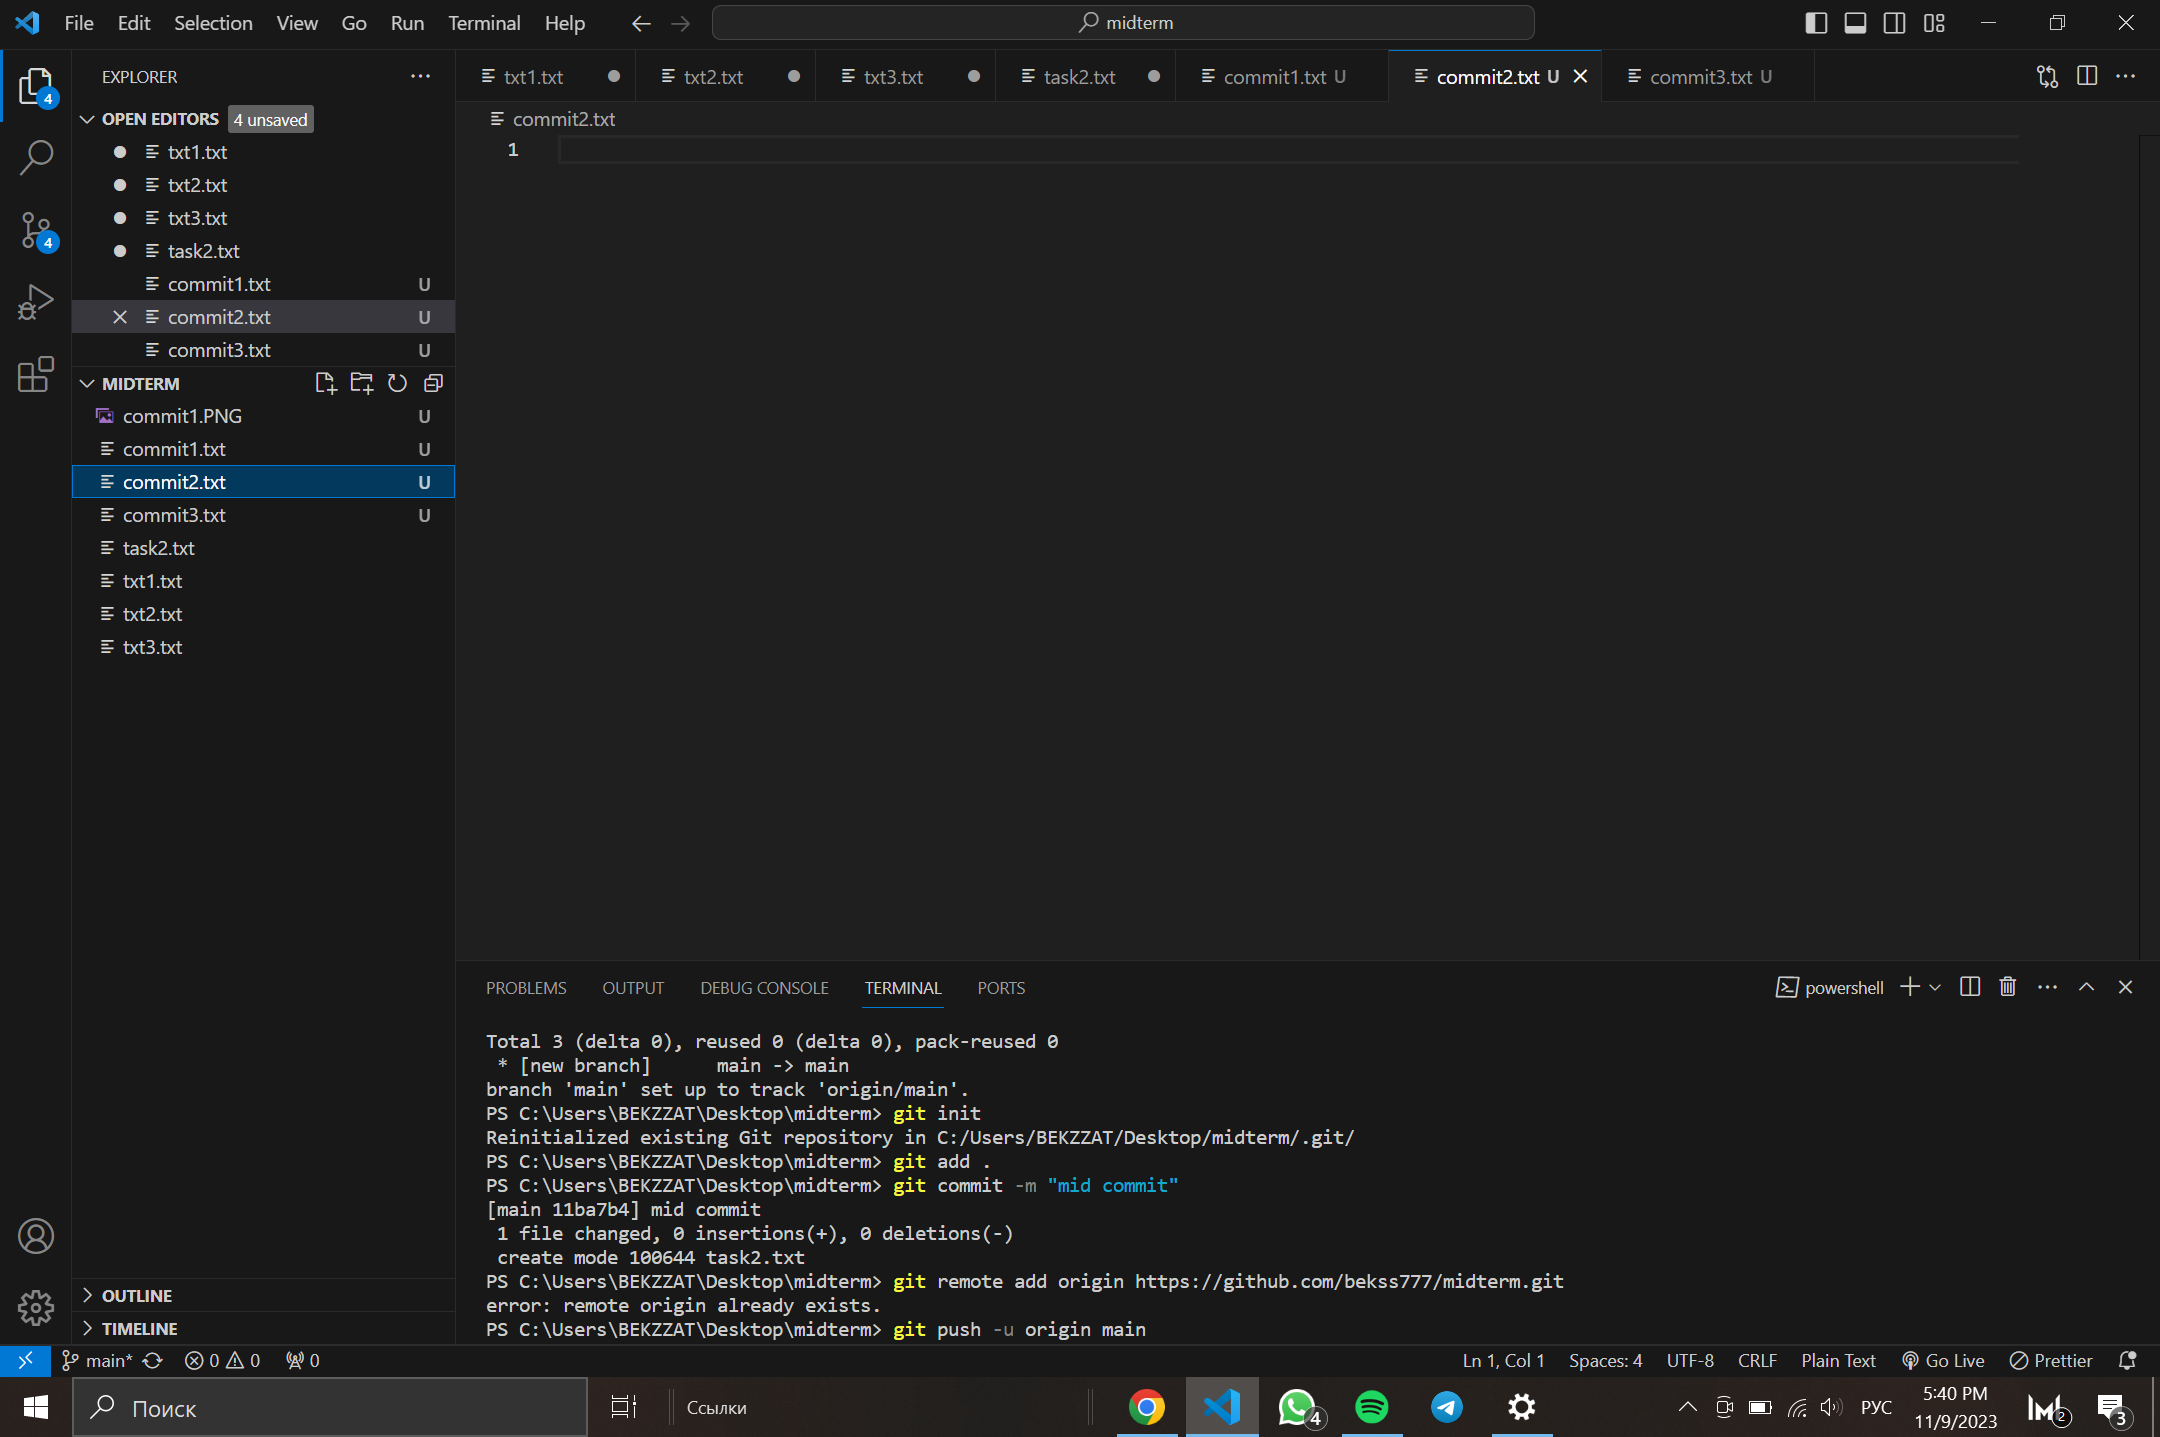 File Edit Selection View Go Run Terminal Help
midterm
EXPLORER
OPEN EDITORS 4 unsaved
txt1.txt
txt2.txt
txt3.txt
task2.txt
commit1.txt U
commit2.txt U
commit3.txt U
MIDTERM
commit1.PNG U
commit1.txt U
commit2.txt U
commit3.txt U
task2.txt
txt1.txt
txt2.txt
txt3.txt
OUTLINE
TIMELINE
4
4
txt1.txt txt2.txt txt3.txt task2.txt commit1.txt U commit2.txt U commit3.txt U
commit2.txt
1
PROBLEMS OUTPUT DEBUG CONSOLE TERMINAL PORTS
powershell
Total 3 (delta 0), reused 0 (delta 0), pack-reused 0
* [new branch] main -> main
branch 'main' set up to track 'origin/main'.
PS C:\Users\BEKZZAT\Desktop\midterm> git init
Reinitialized existing Git repository in C:/Users/BEKZZAT/Desktop/midterm/.git/
PS C:\Users\BEKZZAT\Desktop\midterm> git add .
PS C:\Users\BEKZZAT\Desktop\midterm> git commit -m "mid commit"
[main 11ba7b4] mid commit
1 file changed, 0 insertions(+), 0 deletions(-)
create mode 100644 task2.txt
PS C:\Users\BEKZZAT\Desktop\midterm> git remote add origin https://github.com/bekss777/midterm.git
error: remote origin already exists.
PS C:\Users\BEKZZAT\Desktop\midterm> git push -u origin main
main* 0 0 0
Ln 1, Col 1 Spaces: 4 UTF-8 CRLF Plain Text Go Live Prettier
Поиск
Ссылки
4
РУС
5:40 PM
11/9/2023
2
3